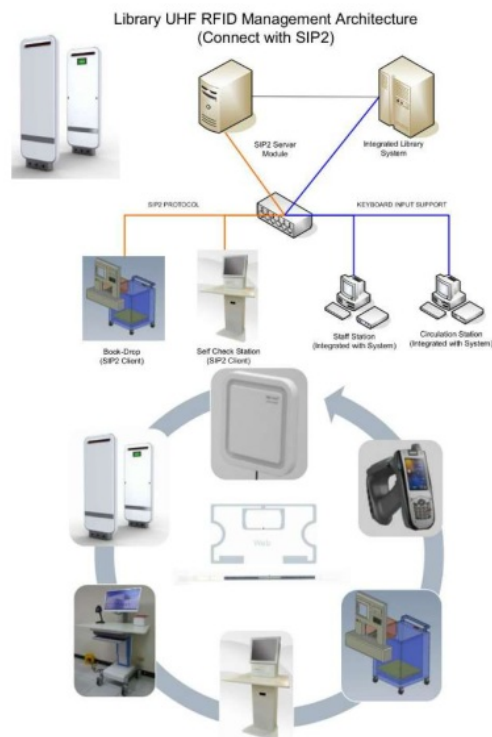 Library UHF RFID Management Architecture
(Connect with SIP2)
SIP2 Server
Module
Integrated Library
System
SIP2 PROTOCOL
KEYBOARD INPUT SUPPORT
Book-Drop
(SIP2 Client)
Self Check Station
(SIP2 Client)
Staff Station
(Integrated with System)
Circulation Station
(Integrated with System)